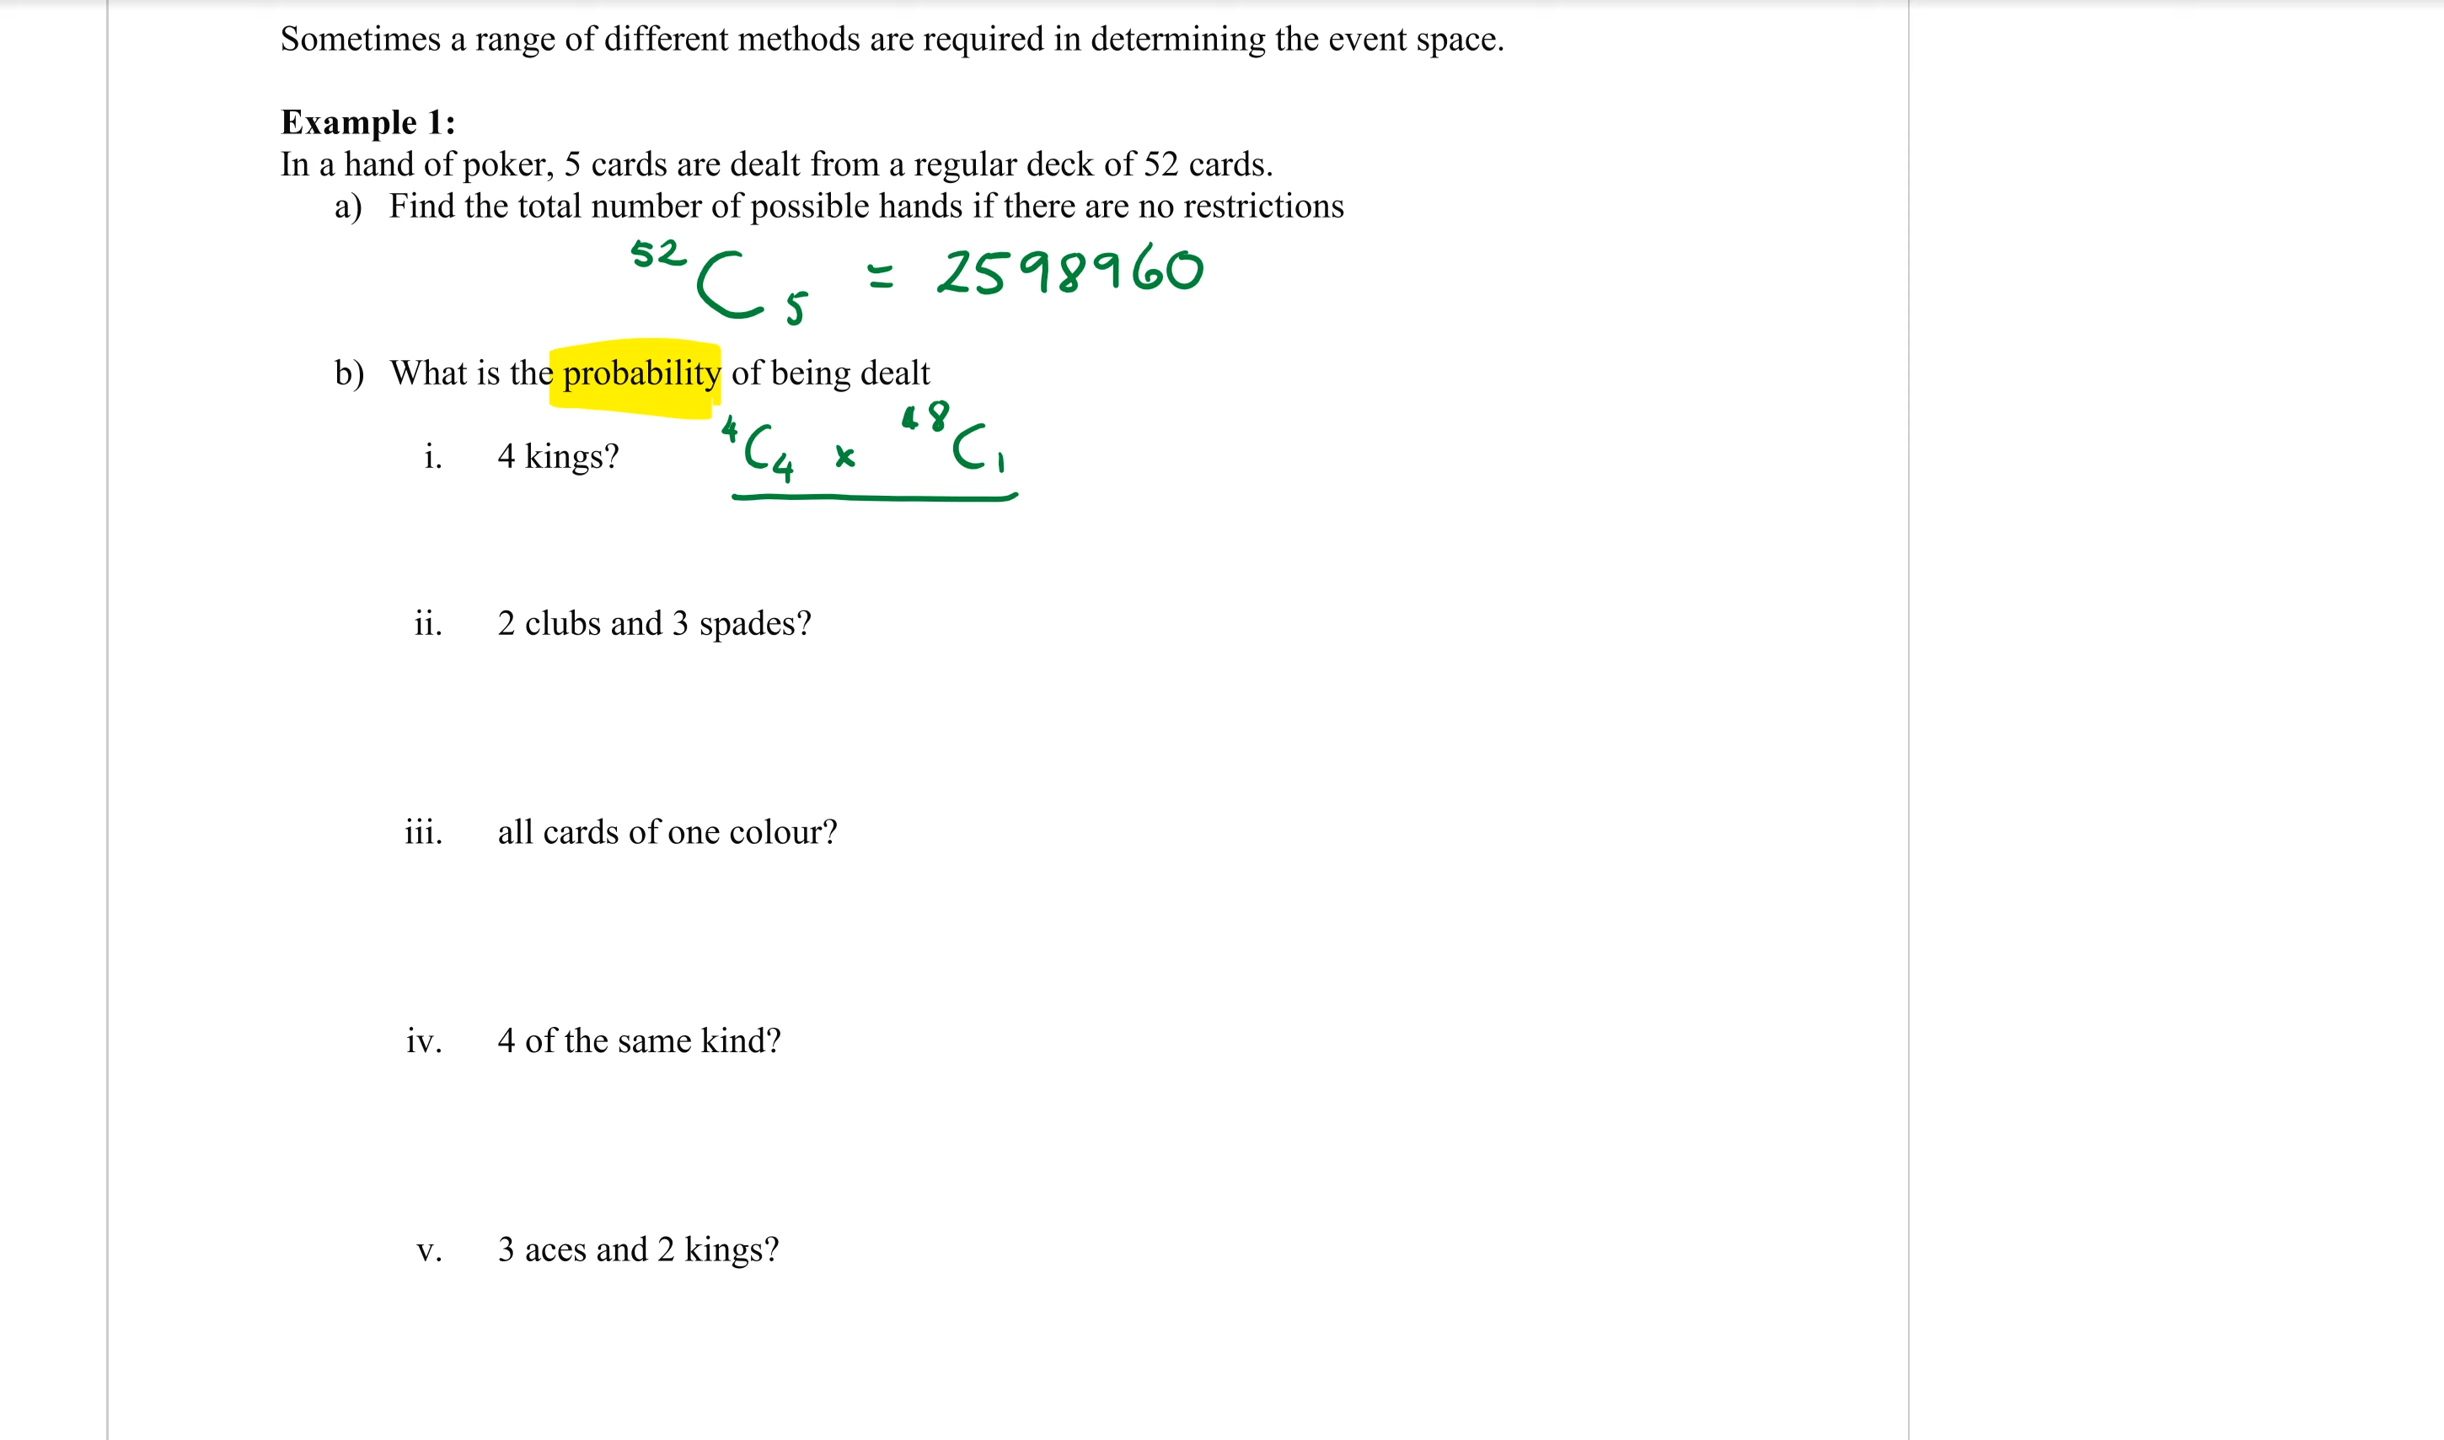 Sometimes a range of different methods are required in determining the event space.
Example 1:
In a hand of poker, 5 cards are dealt from a regular deck of 52 cards.
a) Find the total number of possible hands if there are no restrictions
⁵²C₅ = 2598960
b) What is the probability of being dealt
i. 4 kings? ⁴C₄ × ⁴⁸C₁
ii. 2 clubs and 3 spades?
iii. all cards of one colour?
iv. 4 of the same kind?
v. 3 aces and 2 kings?